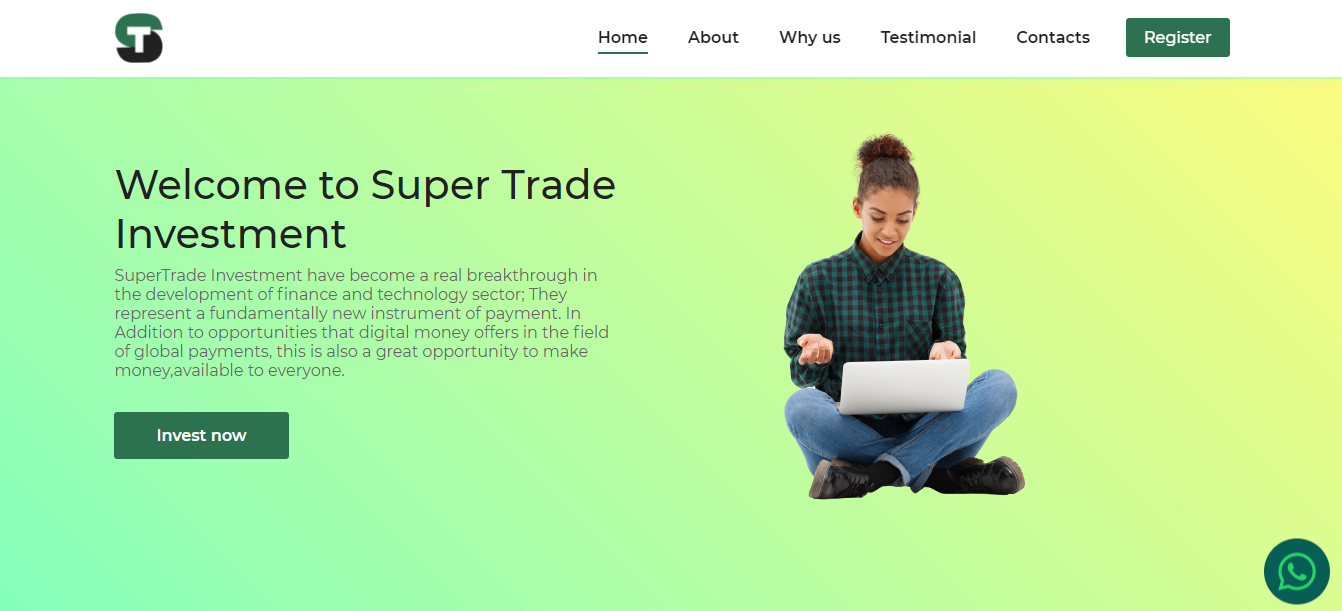 ST
Home
About
Why us
Testimonial
Contacts
Register
Welcome to Super Trade
Investment
SuperTrade Investment have become a real breakthrough in
the development of finance and technology sector; They
represent a fundamentally new instrument of payment. In
Addition to opportunities that digital money offers in the field
of global payments, this is also a great opportunity to make
money,available to everyone.
Invest now